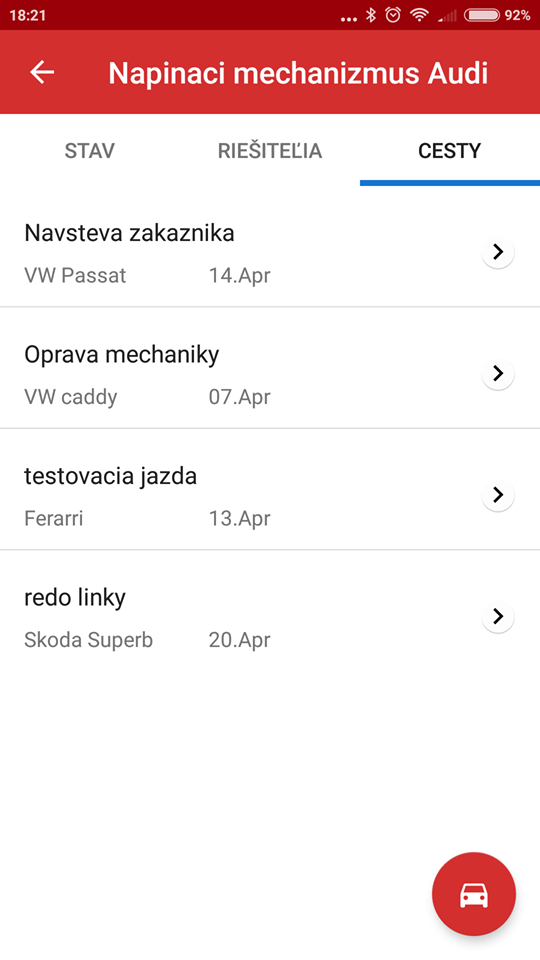 18:21 92%
Napinaci mechanizmus Audi
STAV RIEŠITEĽIA CESTY
Navsteva zakaznika
VW Passat 14.Apr
Oprava mechaniky
VW caddy 07.Apr
testovacia jazda
Ferarri 13.Apr
redo linky
Skoda Superb 20.Apr